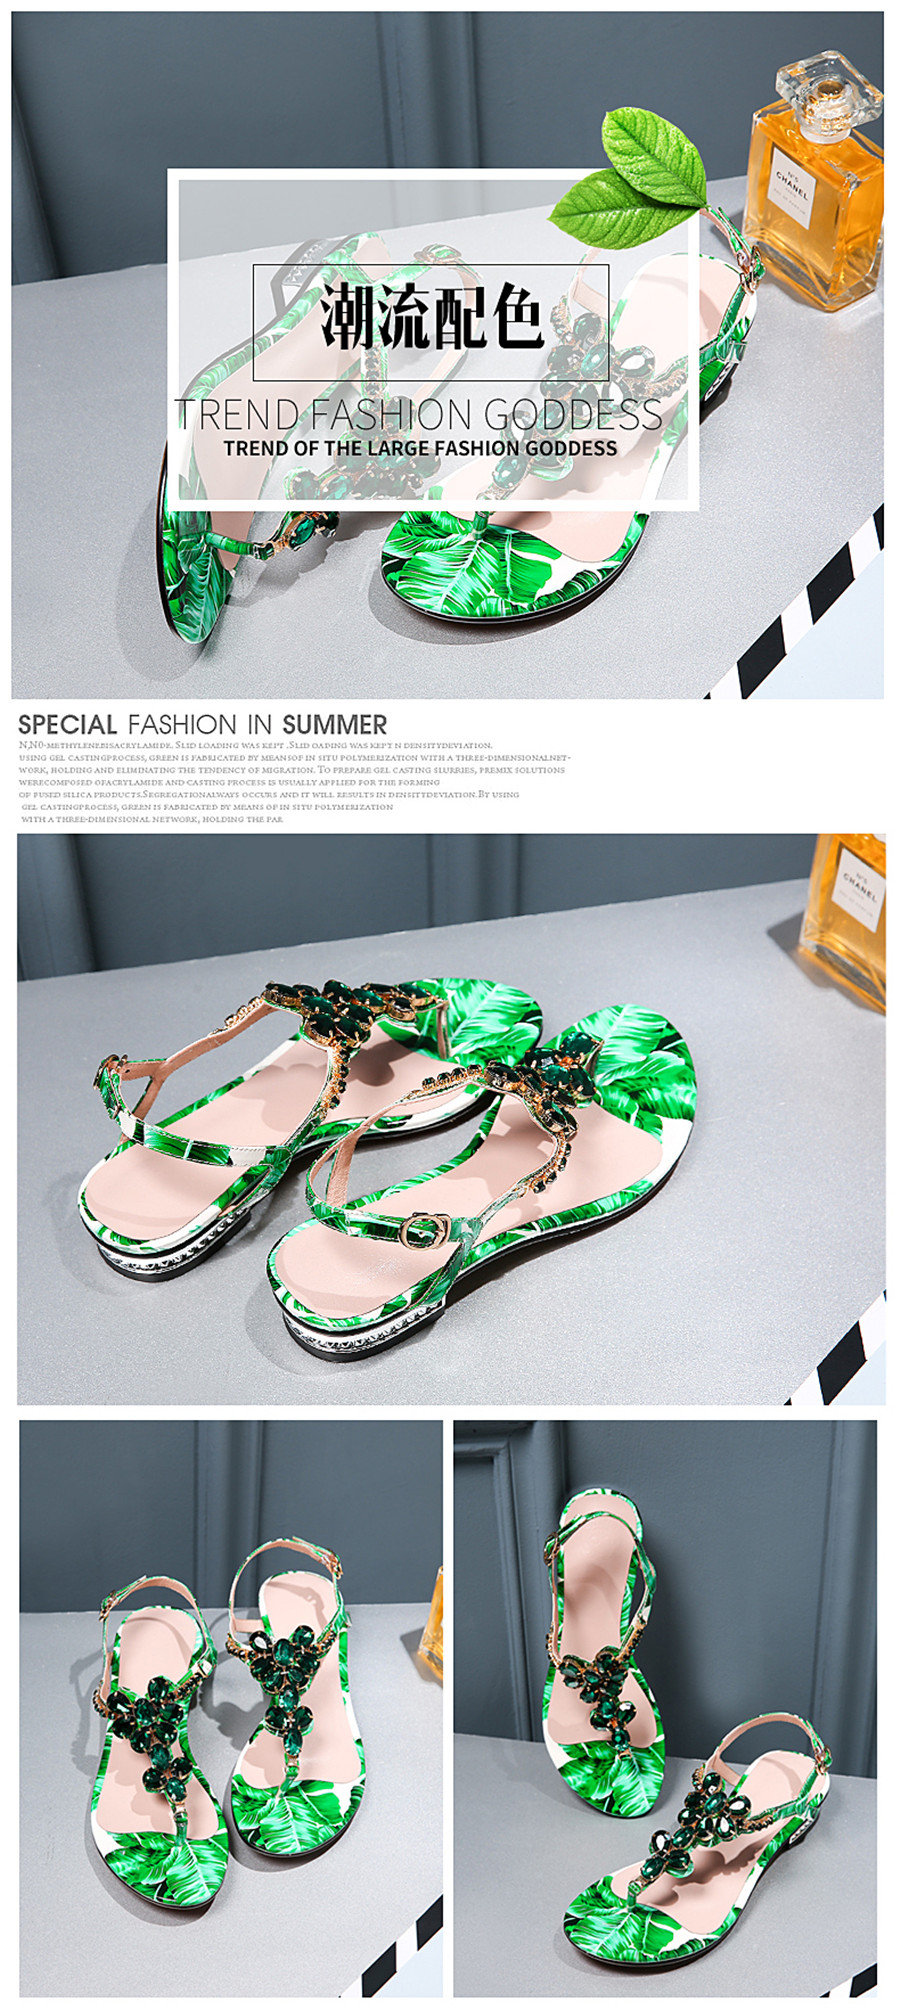 N°5
CHANEL
潮流配色
TREND FASHION GODDESS
TREND OF THE LARGE FASHION GODDESS
SPECIAL FASHION IN SUMMER
N,N0-METHYLENEBISACRYLAMIDE. SLID LOADING WAS KEPT .SLID OADING WAS KEPT N DENSITYDEVIATION.
USING GEL CASTINGPROCESS, GREEN IS FABRICATED BY MEANSOF IN SITU POLYMERIZATION WITH A THREE-DIMENSIONALNET-
WORK, HOLDING AND ELIMINATING THE TENDENCY OF MIGRATION. TO PREPARE GEL CASTING SLURRIES, PREMIX SOLUTIONS
WERECOMPOSED OFACRYLAMIDE AND CASTING PROCESS IS USUALLY APPLIED FOR THE FORMING
OF FUSED SILICA PRODUCTS.SEGREGATIONALWAYS OCCURS AND IT WILL RESULTS IN DENSITYDEVIATION.BY USING
GEL CASTINGPROCESS, GREEN IS FABRICATED BY MEANS OF IN SITU POLYMERIZATION
WITH A THREE-DIMENSIONAL NETWORK, HOLDING THE PAR
N°5
CHANEL